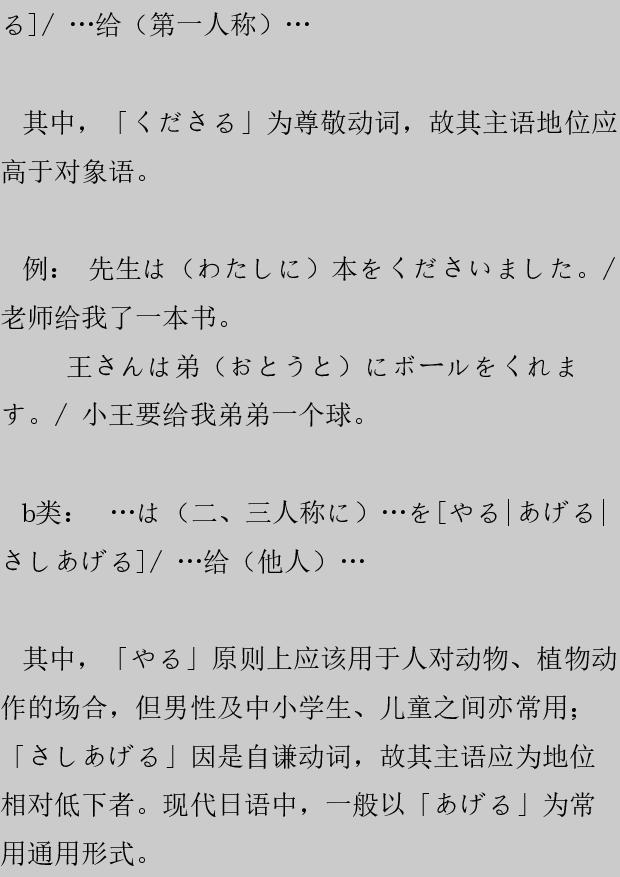 る]/ …给（第一人称）…
其中，「くださる」为尊敬动词，故其主语地位应
高于对象语。
例： 先生は（わたしに）本をくださいました。/
老师给我了一本书。
王さんは弟（おとうと）にボールをくれま
す。/ 小王要给我弟弟一个球。
b类： …は（二、三人称に）…を[やる|あげる|
さしあげる]/ …给（他人）…
其中，「やる」原则上应该用于人对动物、植物动
作的场合，但男性及中小学生、儿童之间亦常用；
「さしあげる」因是自谦动词，故其主语应为地位
相对低下者。现代日语中，一般以「あげる」为常
用通用形式。